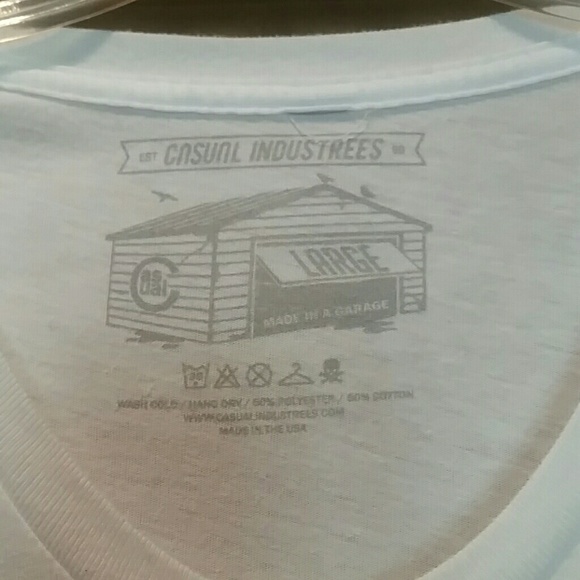 EST CASUAL INDUSTREES
LARGE
Casual
MADE IN A GARAGE
WASH COLD / HANG DRY / 50% POLYESTER / 50% COTTON
WWW.CASUALINDUSTREES.COM
MADE IN THE USA